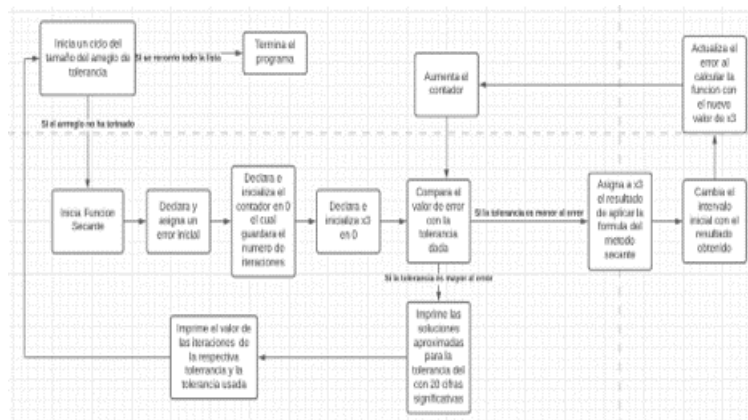 Inicia un ciclo del
tamaño del arreglo de
tolerancia
Si se recorrio toda la lista
Termina el
programa
Si el arreglo no ha
Inicia Funcion
Secante
Declara y
asigna un
error inicial
Declara e
inicializa el
contador en 0
el cual
guardara el
numero de
iteraciones
Declara e
inicializa x3
en 0
Aumenta el
contador
Compara el
valor de error
con la
tolerancia
dada
Si la tolerancia es menor al error
Asigna a x3
el resultado
de aplicar la
formula del
metodo
secante
Cambia el
intervalo
inicial con el
resultado
obtenido
Actualiza el
error al
calcular la
funcion con
el nuevo
valor de x3
Si la tolerancia es mayor al error
Imprime las
soluciones
aproximadas
para la
tolerancia del
con 20 cifras
significativas
Imprime el valor de
las iteraciones de
la respectiva
y la
tolerancia usada